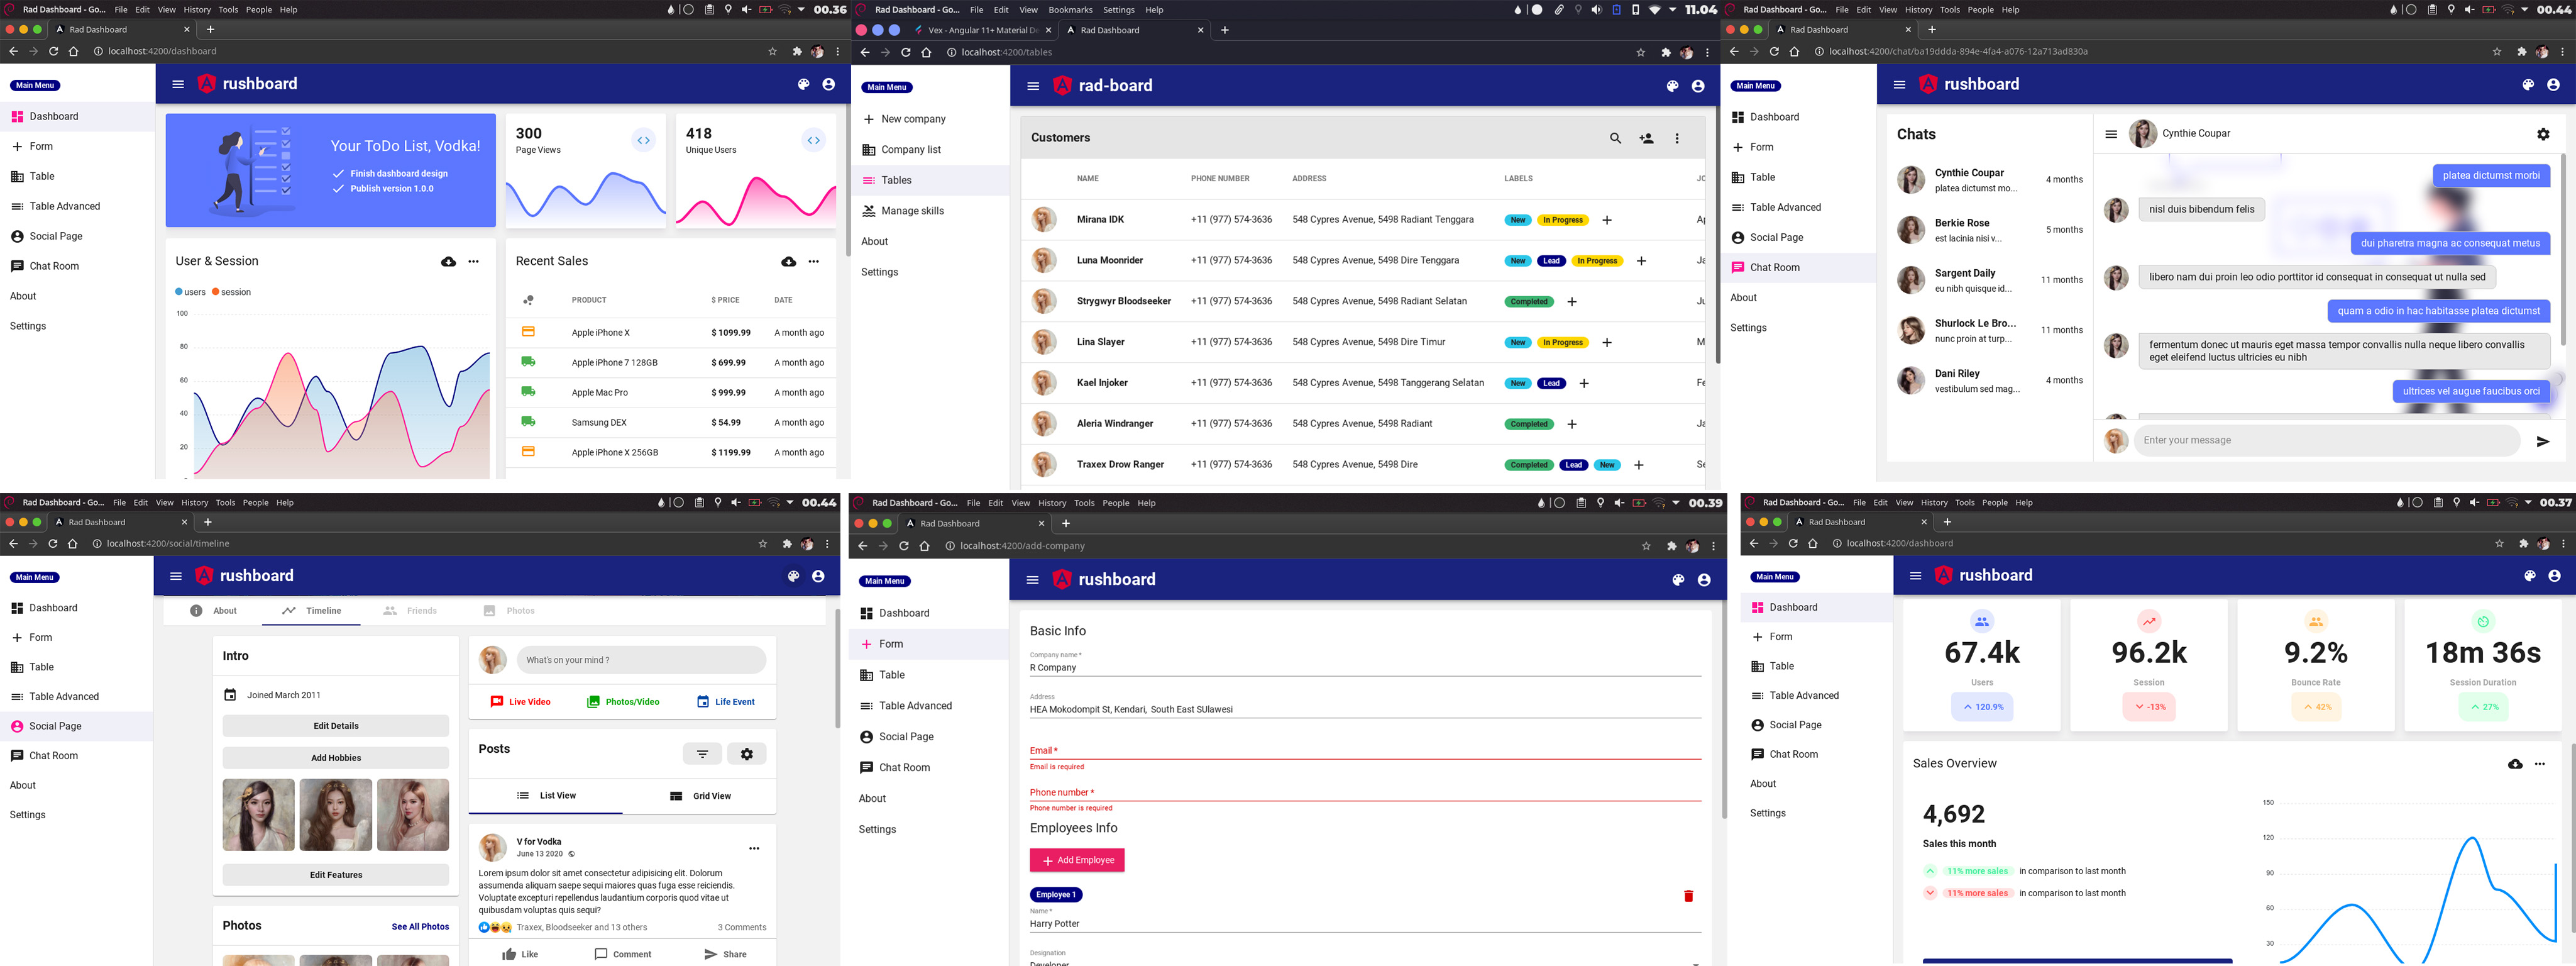 Rad Dashboard - Go... File Edit View History Tools People Help 00.36
Rad Dashboard
localhost:4200/dashboard
Main Menu
rushboard
Dashboard
Form
Table
Table Advanced
Social Page
Chat Room
About
Settings
Your ToDo List, Vodka!
Finish dashboard design
Publish version 1.0.0
300
Page Views
418
Unique Users
User & Session
users session
100
80
60
40
20
0
Recent Sales
PRODUCT $ PRICE DATE
Apple iPhone X $ 1099.99 A month ago
Apple iPhone 7 128GB $ 699.99 A month ago
Apple Mac Pro $ 999.99 A month ago
Samsung DEX $ 54.99 A month ago
Apple iPhone X 256GB $ 1199.99 A month ago
Rad Dashboard - Go... File Edit View Bookmarks Settings Help 11.04
Vex - Angular 11+ Material De
Rad Dashboard
localhost:4200/tables
Main Menu
rad-board
New company
Company list
Tables
Manage skills
About
Settings
Customers
NAME PHONE NUMBER ADDRESS LABELS JO
Mirana IDK +11 (977) 574-3636 548 Cypres Avenue, 5498 Radiant Tenggara New In Progress Ap
Luna Moonrider +11 (977) 574-3636 548 Cypres Avenue, 5498 Dire Tenggara New Lead In Progress Ja
Strygwyr Bloodseeker +11 (977) 574-3636 548 Cypres Avenue, 5498 Radiant Selatan Completed Ju
Lina Slayer +11 (977) 574-3636 548 Cypres Avenue, 5498 Dire Timur New In Progress M
Kael Injoker +11 (977) 574-3636 548 Cypres Avenue, 5498 Tanggerang Selatan New Lead Fe
Aleria Windranger +11 (977) 574-3636 548 Cypres Avenue, 5498 Radiant Completed Ja
Traxex Drow Ranger +11 (977) 574-3636 548 Cypres Avenue, 5498 Dire Completed Lead New Se
Rad Dashboard - Go... File Edit View History Tools People Help 00.44
Rad Dashboard
localhost:4200/chat/ba19ddda-894e-4fa4-a076-12a713ad830a
Main Menu
rushboard
Dashboard
Form
Table
Table Advanced
Social Page
Chat Room
About
Settings
Chats
Cynthie Coupar
platea dictumst mo... 4 months
Berkie Rose
est lacinia nisi v... 5 months
Sargent Daily
eu nibh quisque id... 11 months
Shurlock Le Bro...
nunc proin at turp... 11 months
Dani Riley
vestibulum sed mag... 4 months
Cynthie Coupar
platea dictumst morbi
nisl duis bibendum felis
dui pharetra magna ac consequat metus
libero nam dui proin leo odio porttitor id consequat in consequat ut nulla sed
quam a odio in hac habitasse platea dictumst
fermentum donec ut mauris eget massa tempor convallis nulla neque libero convallis
eget eleifend luctus ultricies eu nibh
ultrices vel augue faucibus orci
Enter your message
Rad Dashboard - Go... File Edit View History Tools People Help 00.44
Rad Dashboard
localhost:4200/social/timeline
Main Menu
rushboard
Dashboard
Form
Table
Table Advanced
Social Page
Chat Room
About
Settings
About Timeline Friends Photos
Intro
Joined March 2011
Edit Details
Add Hobbies
Edit Features
Photos See All Photos
What's on your mind ?
Live Video Photos/Video Life Event
Posts
List View Grid View
V for Vodka
June 13 2020
Lorem ipsum dolor sit amet consectetur adipisicing elit. Dolorum
assumenda aliquam saepe sequi maiores quas fuga esse reiciendis.
Voluptate excepturi repellendus laudantium corporis quod vitae ut
quibusdam voluptas quis sequi?
Traxex, Bloodseeker and 13 others 3 Comments
Like Comment Share
Rad Dashboard - Go... File Edit View History Tools People Help 00.39
Rad Dashboard
localhost:4200/add-company
Main Menu
rushboard
Dashboard
Form
Table
Table Advanced
Social Page
Chat Room
About
Settings
Basic Info
Company name *
R Company
Address
HEA Mokodompit St, Kendari, South East SUlawesi
Email *
Email is required
Phone number *
Phone number is required
Employees Info
Add Employee
Employee 1
Name *
Harry Potter
Designation
Developer
Rad Dashboard - Go... File Edit View History Tools People Help 00.37
Rad Dashboard
localhost:4200/dashboard
Main Menu
rushboard
Dashboard
Form
Table
Table Advanced
Social Page
Chat Room
About
Settings
67.4k 96.2k 9.2% 18m 36s
Users Session Bounce Rate Session Duration
120.9% -13% 42% 27%
Sales Overview
4,692
Sales this month
11% more sales in comparison to last month
11% more sales in comparison to last month
150
120
90
60
30